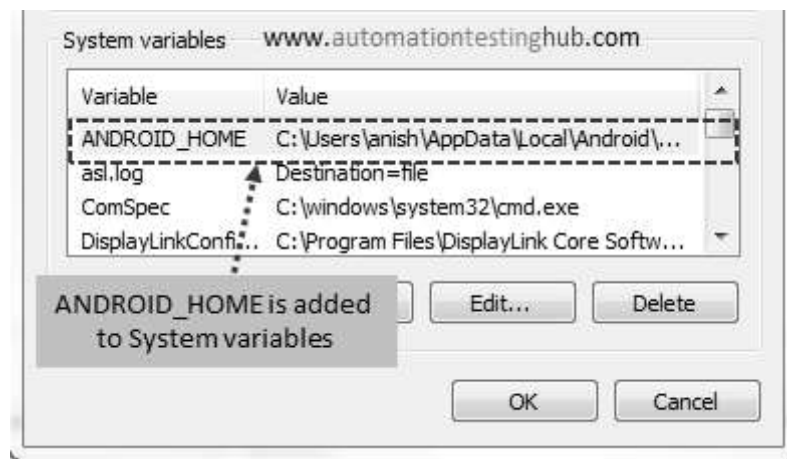 System variables www.automationtestinghub.com
Variable Value
ANDROID_HOME C:\Users\anish\AppData\Local\Android\...
asl.log Destination=file
ComSpec C:\windows\system32\cmd.exe
DisplayLinkConfi... C:\Program Files\DisplayLink Core Softw...
ANDROID_HOME is added
to System variables
Edit... Delete
OK Cancel